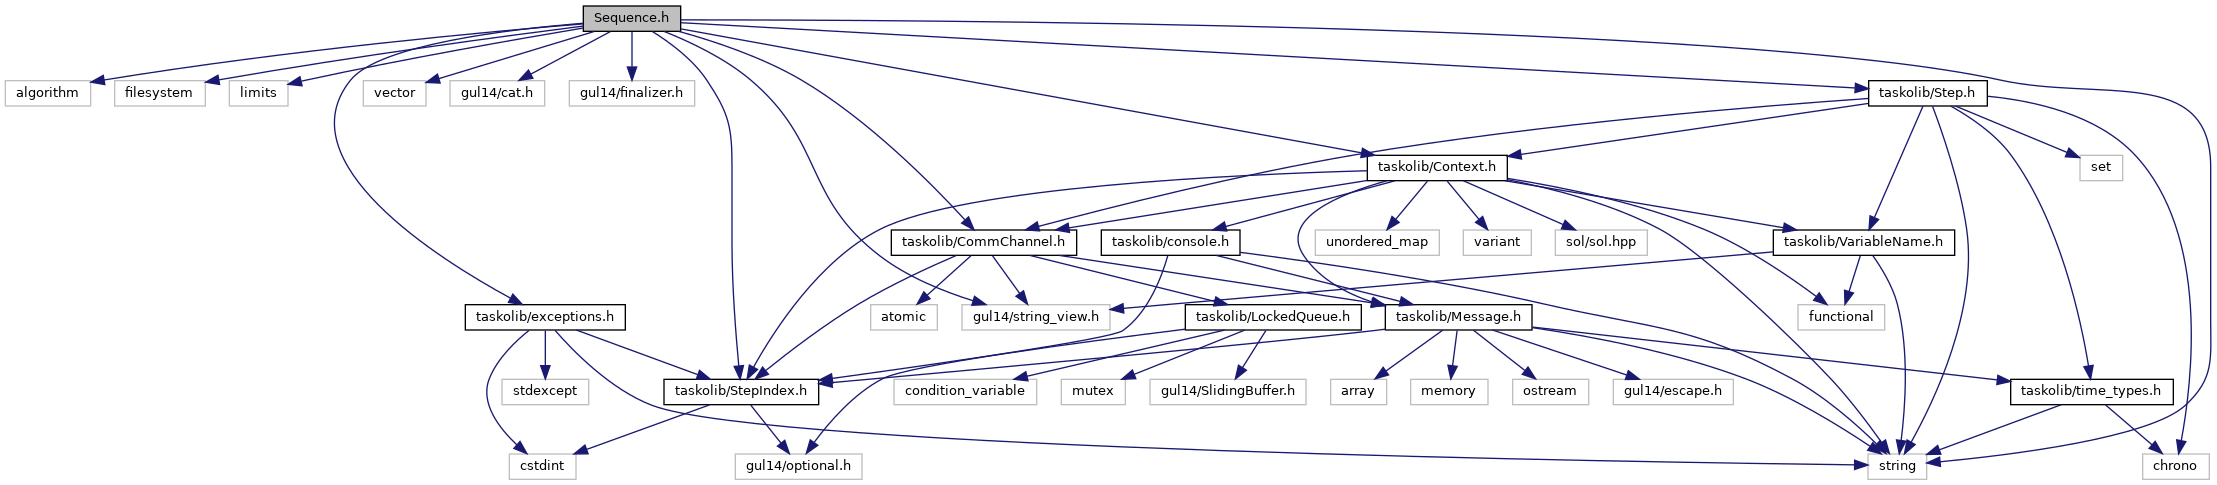 Sequence.h
algorithm
filesystem
limits
vector
gul14/cat.h
gul14/finalizer.h
taskolib/Step.h
taskolib/Context.h
set
taskolib/CommChannel.h
taskolib/console.h
unordered_map
variant
sol/sol.hpp
taskolib/VariableName.h
taskolib/exceptions.h
atomic
gul14/string_view.h
taskolib/LockedQueue.h
taskolib/Message.h
functional
stdexcept
taskolib/StepIndex.h
condition_variable
mutex
gul14/SlidingBuffer.h
array
memory
ostream
gul14/escape.h
taskolib/time_types.h
cstdint
gul14/optional.h
string
chrono